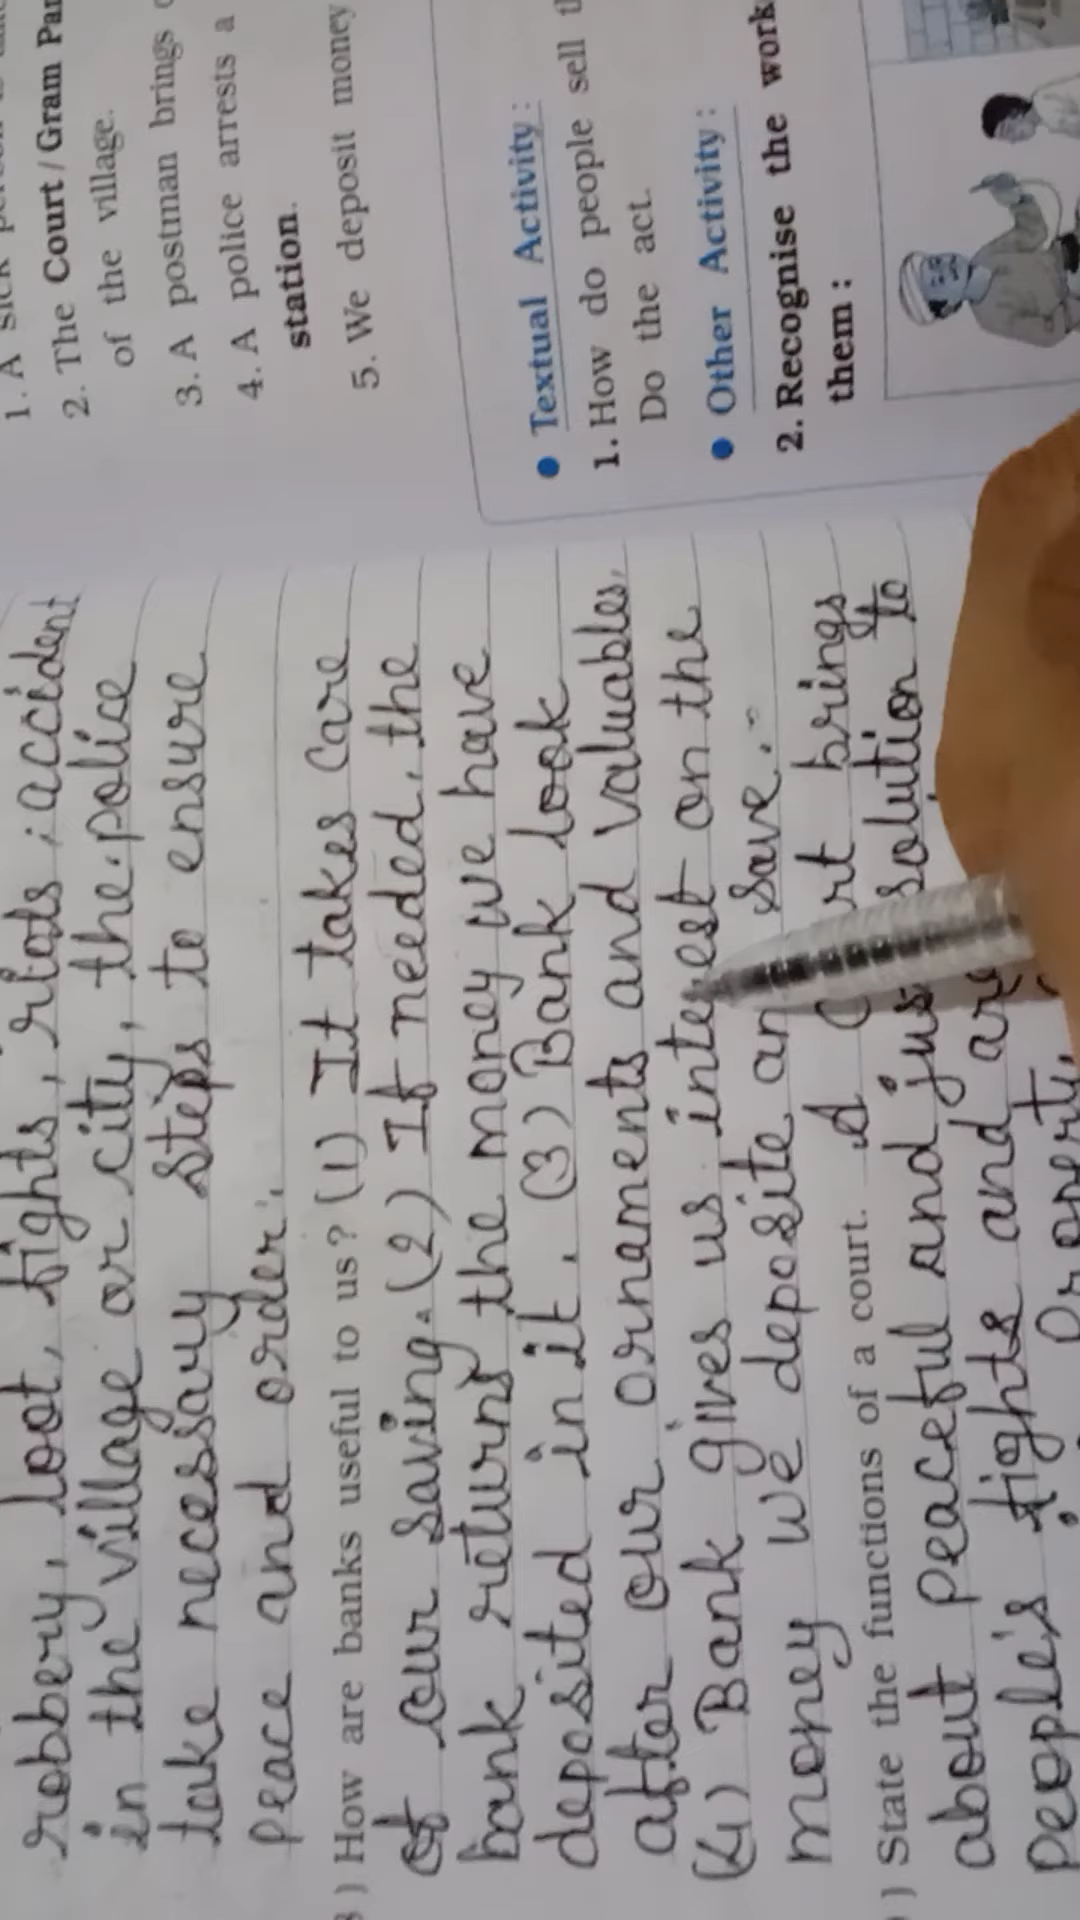 robbery, loot, fights, riots, accident
in the village or city, the police
take necessary steps to ensure
peace and order.
) How are banks useful to us? (1) It takes care
of our saving. (2) If needed, the
bank returns the money we have
deposited in it. (3) Bank look
after our ornaments and valuables.
(4) Bank gives us interest on the
money we deposite save.
) State the functions of a court. brings
about peaceful and solution to
people's fights and
1. A sick
2. The Court / Gram
of the village.
3. A postman brings
4. A police arrests a
station.
5. We deposit money
• Textual Activity :
1. How do people sell
Do the act.
• Other Activity :
2. Recognise the work
them :